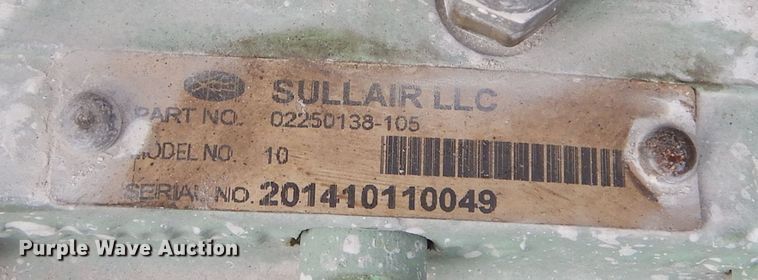 SULLAIR LLC
PART NO. 02250138-105
MODEL NO. 10
SERIAL NO. 201410110049
Purple Wave Auction